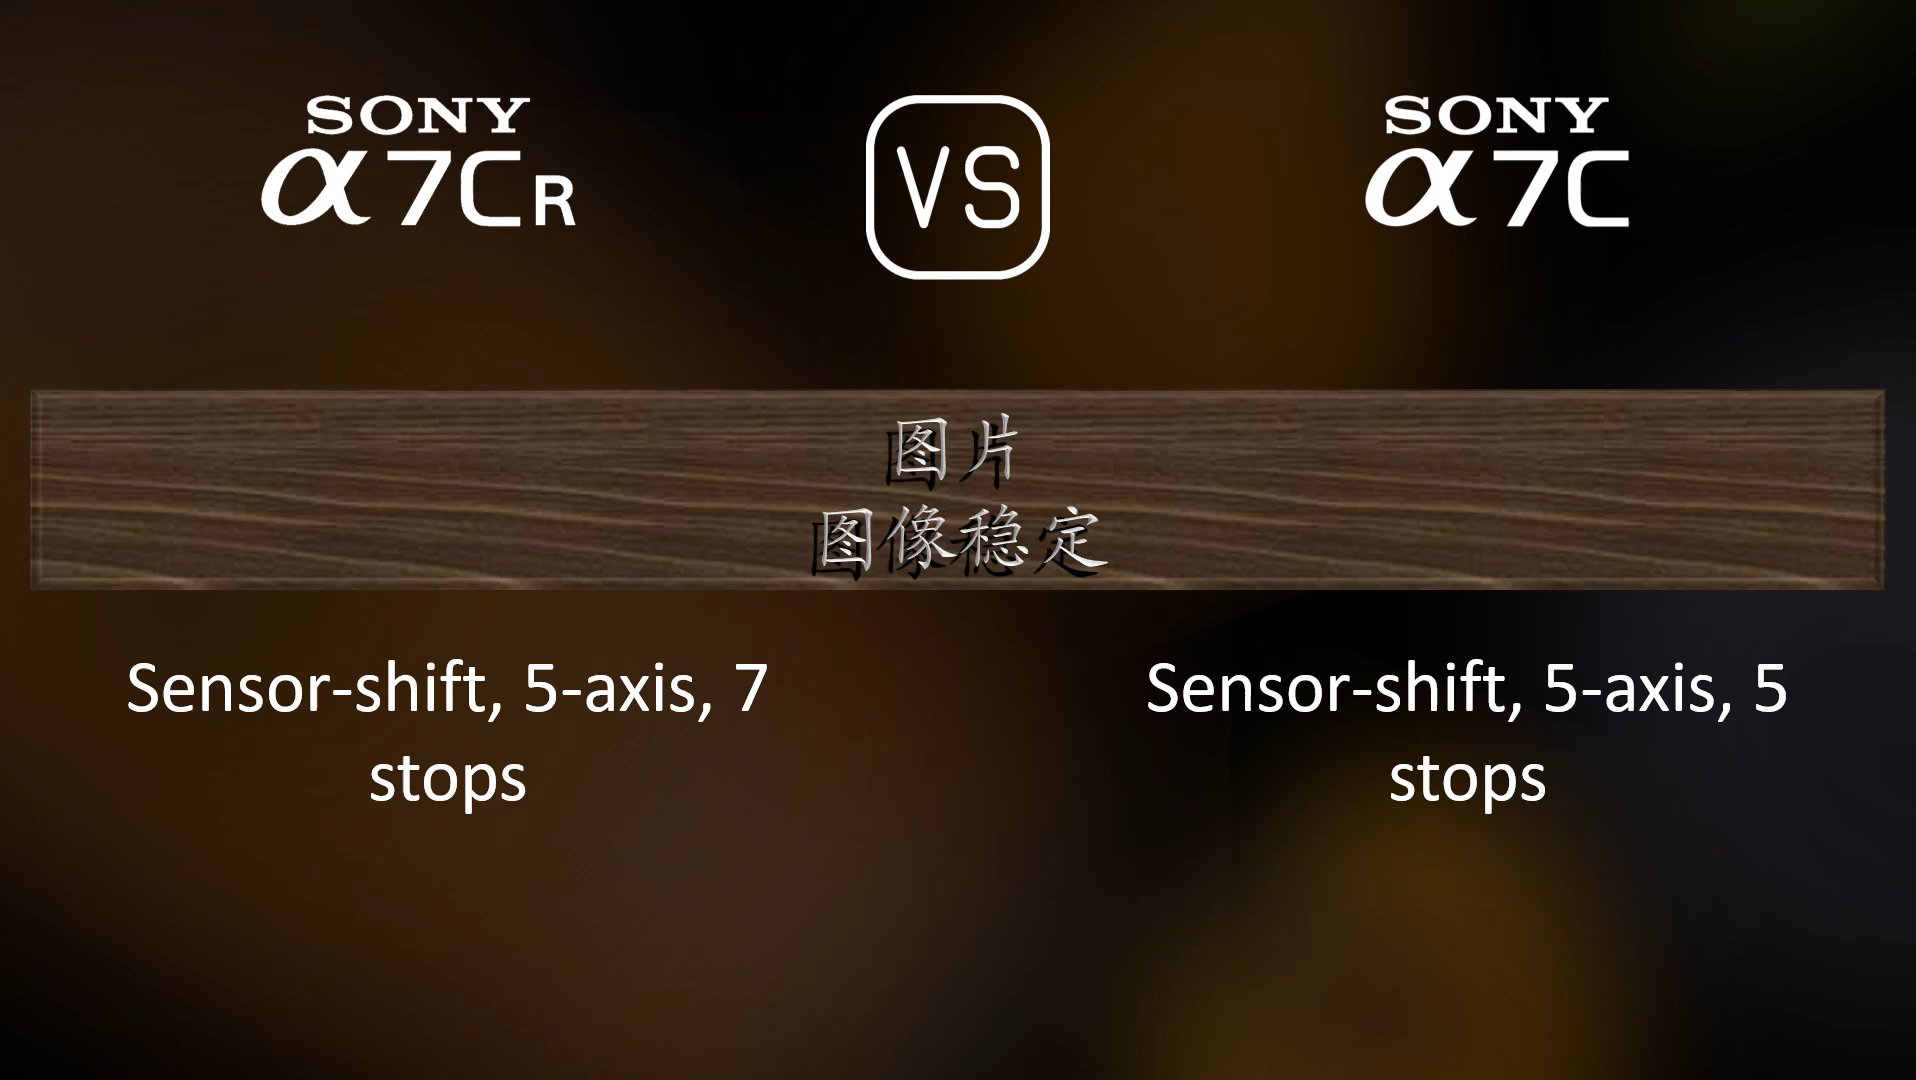 SONY
α7CR
VS
SONY
α7C
图片
图像稳定
Sensor-shift, 5-axis, 7
stops
Sensor-shift, 5-axis, 5
stops